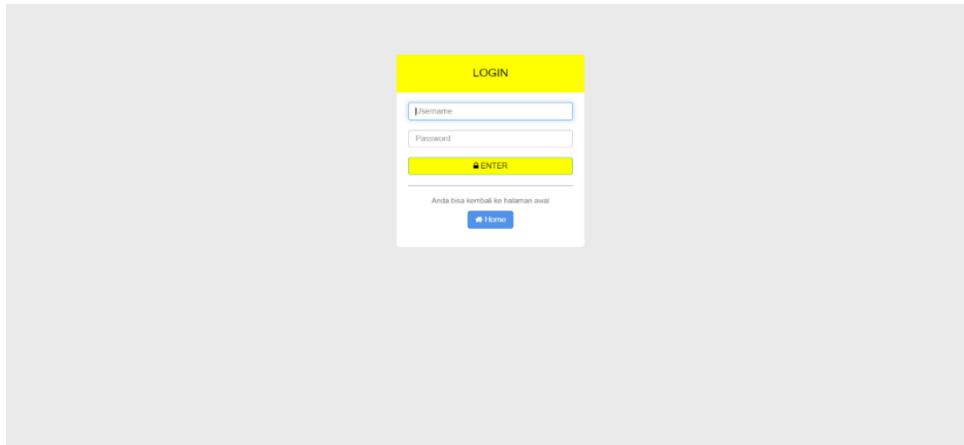 LOGIN
Username
Password
ENTER
Anda bisa kembali ke halaman awal
Home